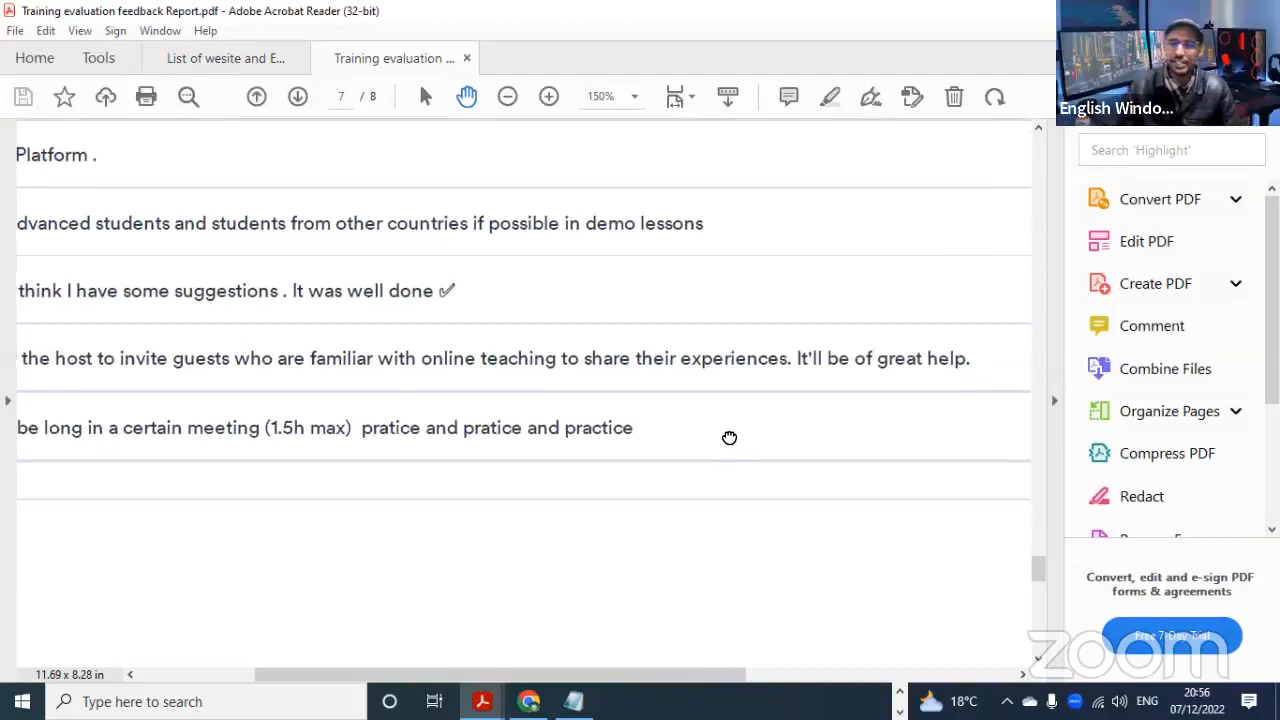 Training evaluation feedback Report.pdf - Adobe Acrobat Reader (32-bit)
File Edit View Sign Window Help
Home Tools List of wesite and E... Training evaluation ... ×
7 / 8 150%
English Windo...
Search 'Highlight'
Platform .
dvanced students and students from other countries if possible in demo lessons
think I have some suggestions . It was well done ✅
the host to invite guests who are familiar with online teaching to share their experiences. It'll be of great help.
be long in a certain meeting (1.5h max) pratice and pratice and practice
Convert PDF
Edit PDF
Create PDF
Comment
Combine Files
Organize Pages
Compress PDF
Redact
Convert, edit and e-sign PDF
forms & agreements
Free 7-Day Trial
zoom
11.69 x 8.28 in
Type here to search
18°C ENG 20:56
07/12/2022